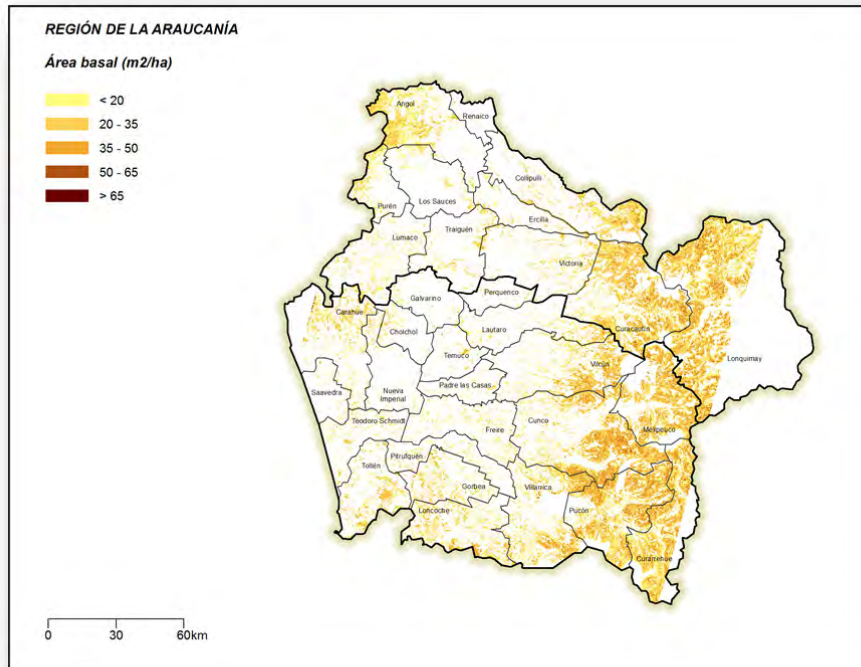 REGIÓN DE LA ARAUCANÍA
Área basal (m2/ha)
< 20
20 - 35
35 - 50
50 - 65
> 65
Angol
Renaico
Collipulli
Los Sauces
Purén
Ercilla
Traiguén
Lumaco
Victoria
Galvarino
Perquenco
Carahue
Curacautín
Cholchol
Lautaro
Lonquimay
Temuco
Vilcún
Padre las Casas
Saavedra
Nueva
Imperial
Teodoro Schmidt
Freire
Cunco
Melipeuco
Pitrufquén
Toltén
Gorbea
Villarrica
Loncoche
Pucón
Curarrehue
0 30 60km